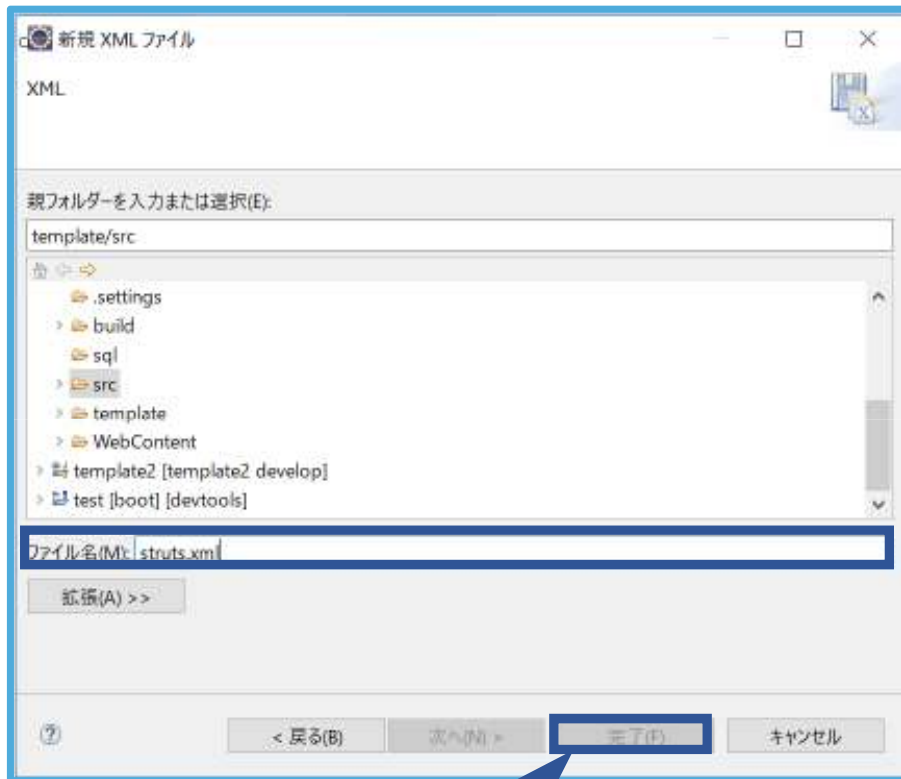 新規 XML ファイル
XML
親フォルダーを入力または選択(E):
template/src
.settings
build
sql
src
template
WebContent
template2 [template2 develop]
test [boot] [devtools]
ファイル名(M): struts.xml
拡張(A) >>
< 戻る(B) 次へ(N) > 完了(F) キャンセル